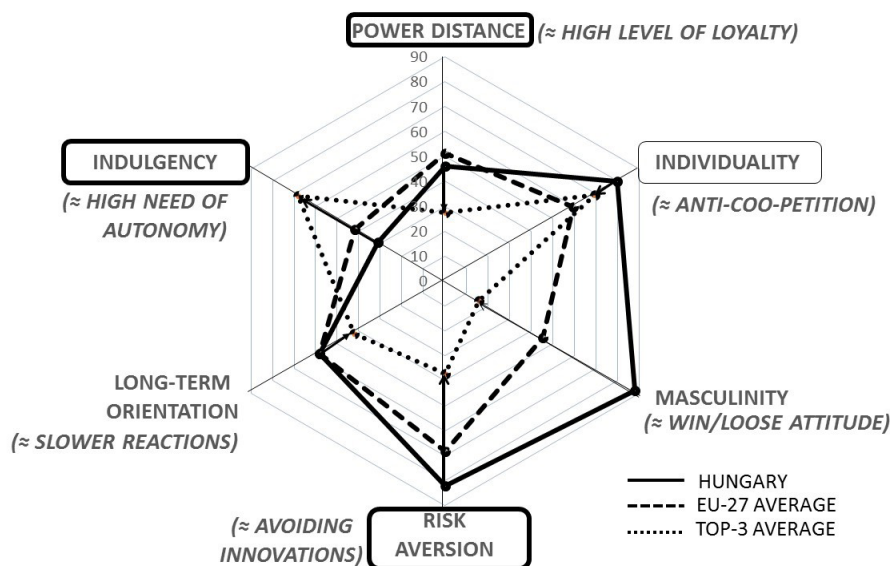 POWER DISTANCE (≈ HIGH LEVEL OF LOYALTY)
90
80
70
60
50
40
30
20
10
0
INDULGENCY
(≈ HIGH NEED OF
AUTONOMY)
INDIVIDUALITY
(≈ ANTI-COO-PETITION)
LONG-TERM
ORIENTATION
(≈ SLOWER REACTIONS)
MASCULINITY
(≈ WIN/LOOSE ATTITUDE)
(≈ AVOIDING
INNOVATIONS)
RISK
AVERSION
HUNGARY
EU-27 AVERAGE
TOP-3 AVERAGE